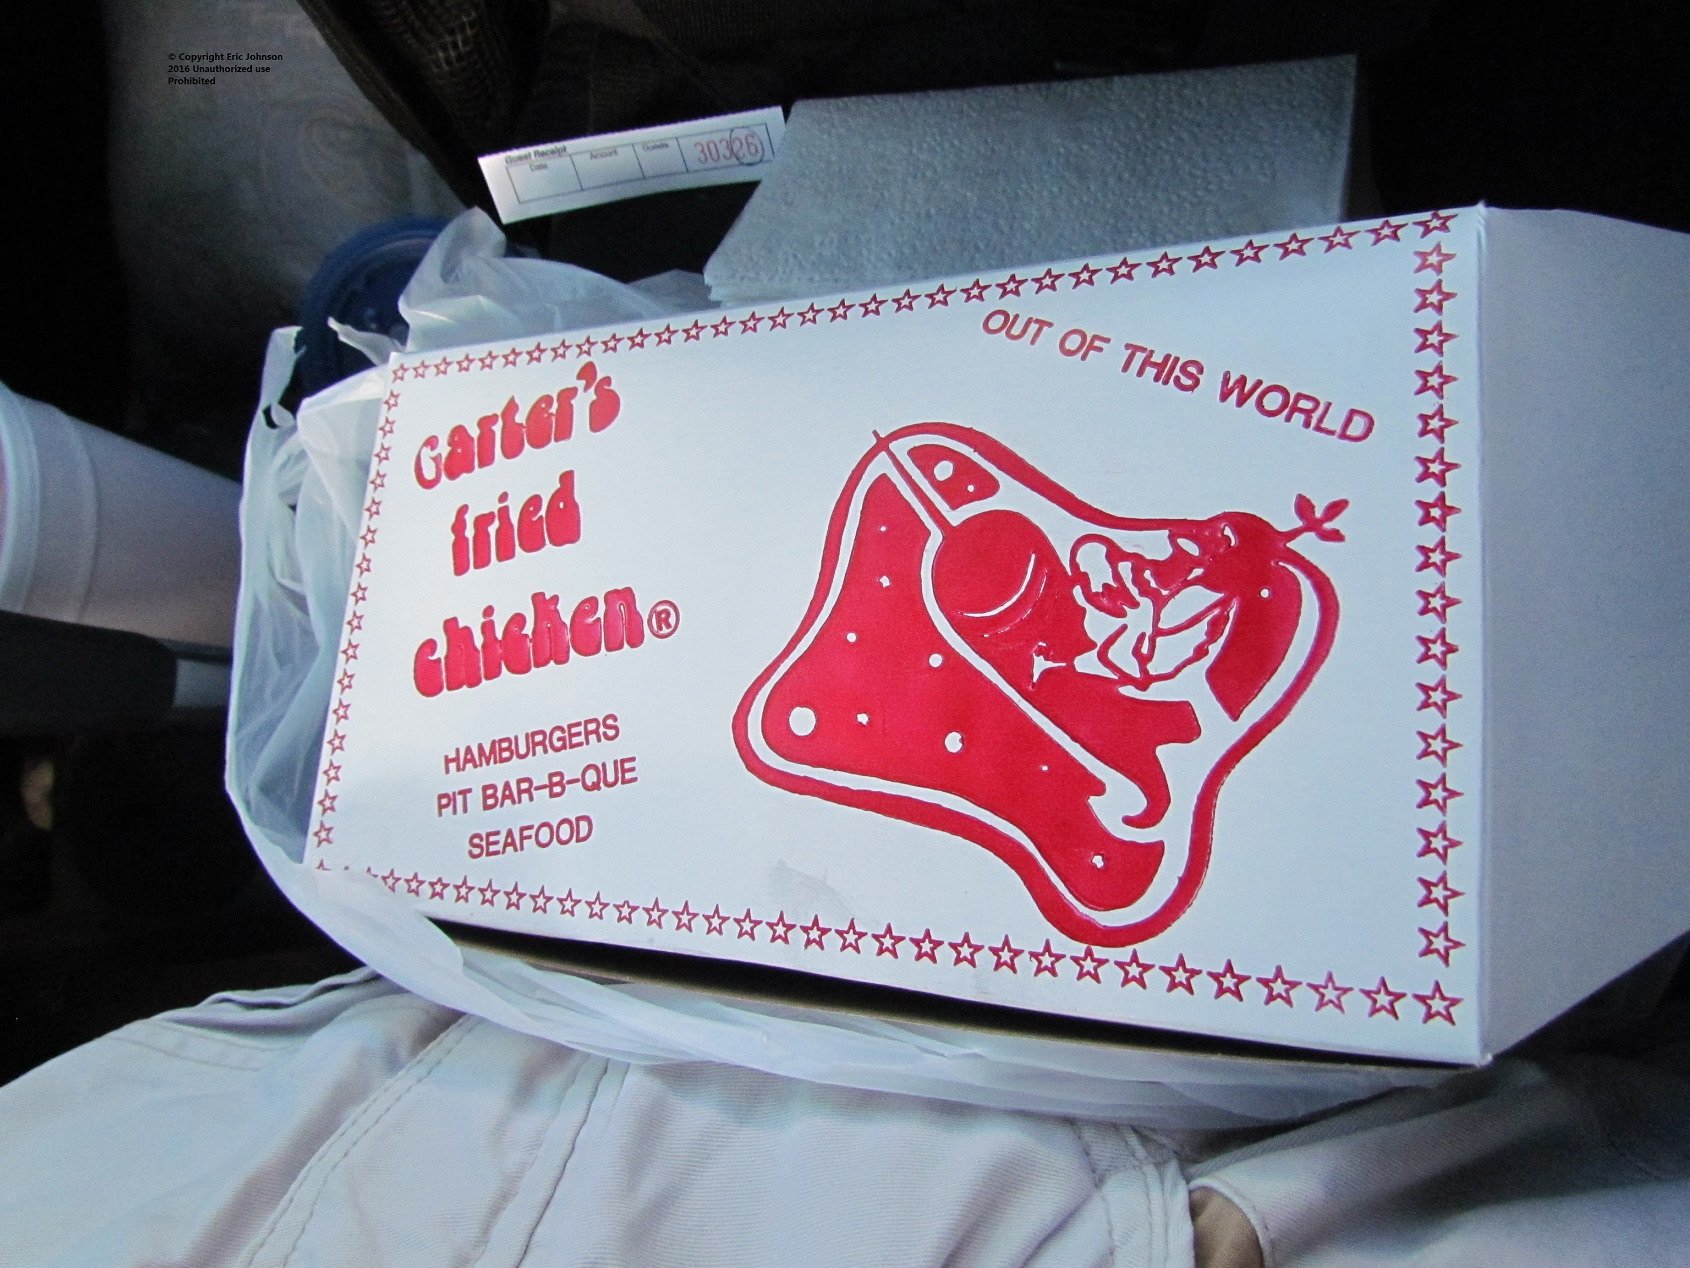 © Copyright Eric Johnson
2016 Unauthorized use
Prohibited
Guest Receipt
Date
Amount
Guests
30326
OUT OF THIS WORLD
Carter's
fried
chicken®
HAMBURGERS
PIT BAR-B-QUE
SEAFOOD